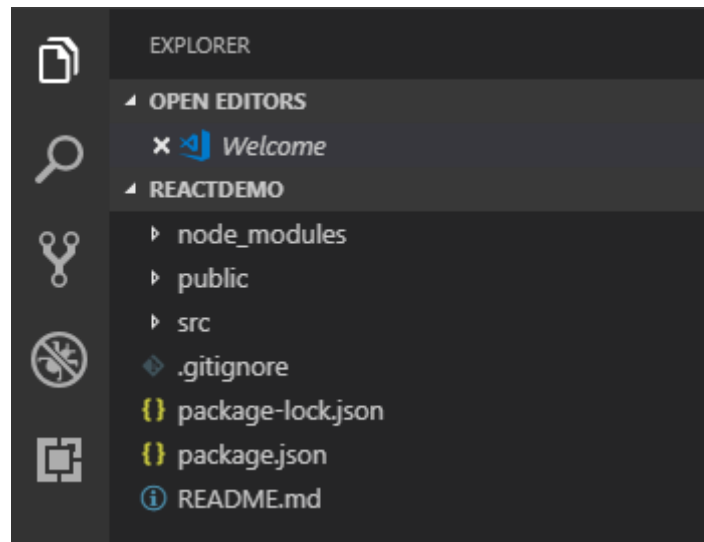 EXPLORER
OPEN EDITORS
Welcome
REACTDEMO
node_modules
public
src
.gitignore
package-lock.json
package.json
README.md